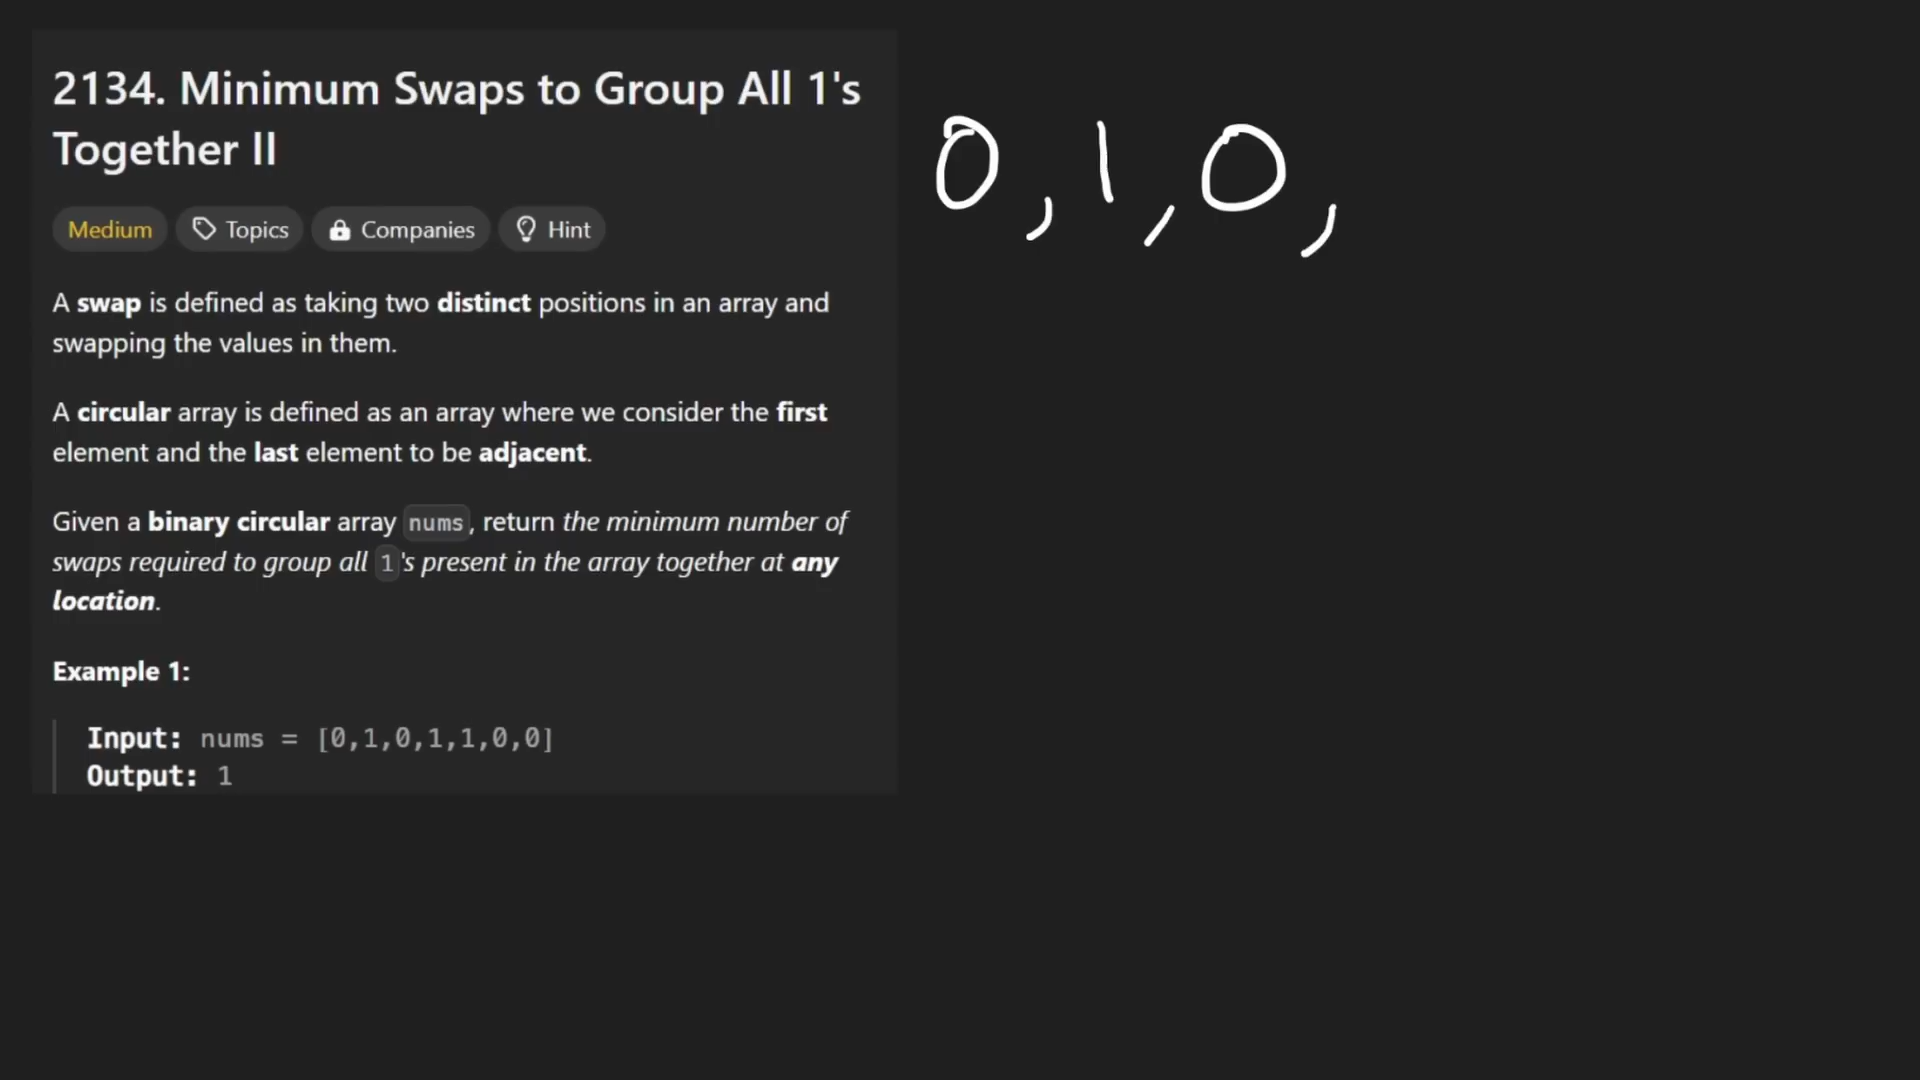 2134. Minimum Swaps to Group All 1's
Together II
Medium Topics Companies Hint
A swap is defined as taking two distinct positions in an array and
swapping the values in them.
A circular array is defined as an array where we consider the first
element and the last element to be adjacent.
Given a binary circular array nums, return the minimum number of
swaps required to group all 1's present in the array together at any
location.
Example 1:
Input: nums = [0,1,0,1,1,0,0]
Output: 1
0, 1, 0,